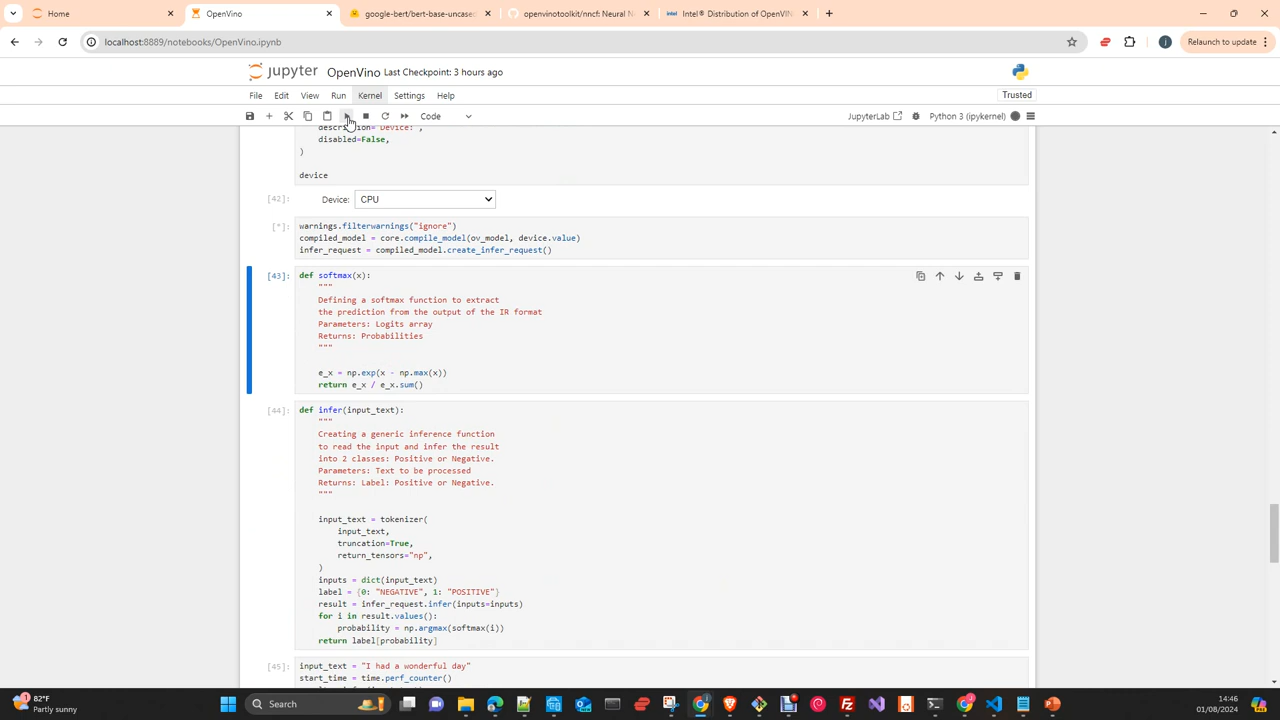 Home
OpenVino
google-bert/bert-base-uncase
openvinotoolkit/nncf: Neural N
Intel® Distribution of OpenVIN
localhost:8889/notebooks/OpenVino.ipynb
Relaunch to update
jupyter OpenVino Last Checkpoint: 3 hours ago
File Edit View Run Kernel Settings Help
Trusted
Code
JupyterLab
Python 3 (ipykernel)
description='Device:',
disabled=False,
)
device
[42]: Device: CPU
[*]: warnings.filterwarnings("ignore")
compiled_model = core.compile_model(ov_model, device.value)
infer_request = compiled_model.create_infer_request()
[43]: def softmax(x):
"""
Defining a softmax function to extract
the prediction from the output of the IR format
Parameters: Logits array
Returns: Probabilities
"""
e_x = np.exp(x - np.max(x))
return e_x / e_x.sum()
[44]: def infer(input_text):
"""
Creating a generic inference function
to read the input and infer the result
into 2 classes: Positive or Negative.
Parameters: Text to be processed
Returns: Label: Positive or Negative.
"""
input_text = tokenizer(
input_text,
truncation=True,
return_tensors="np",
)
inputs = dict(input_text)
label = {0: "NEGATIVE", 1: "POSITIVE"}
result = infer_request.infer(inputs=inputs)
for i in result.values():
probability = np.argmax(softmax(i))
return label[probability]
[45]: input_text = "I had a wonderful day"
start_time = time.perf_counter()
82°F
Partly sunny
Search
14:46
01/08/2024